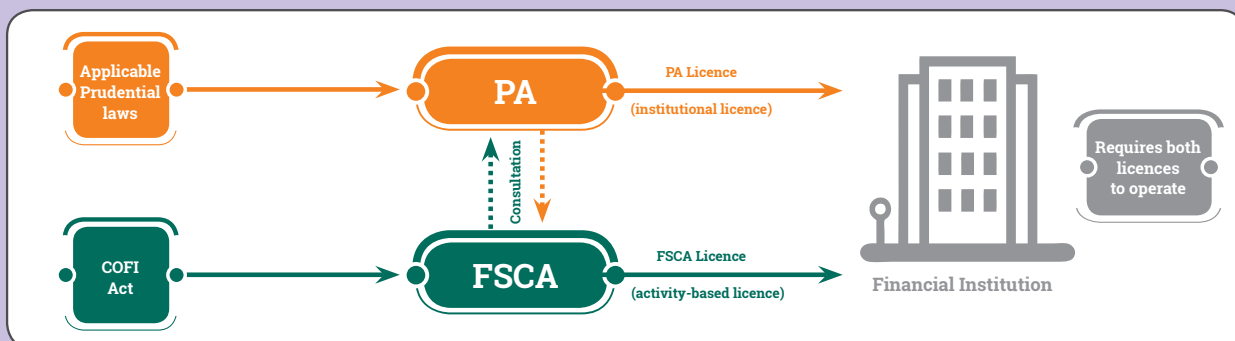 Applicable
Prudential
laws
PA
PA Licence
(institutional licence)
Consultation
Requires both
licences
to operate
COFI
Act
FSCA
FSCA Licence
(activity-based licence)
Financial Institution